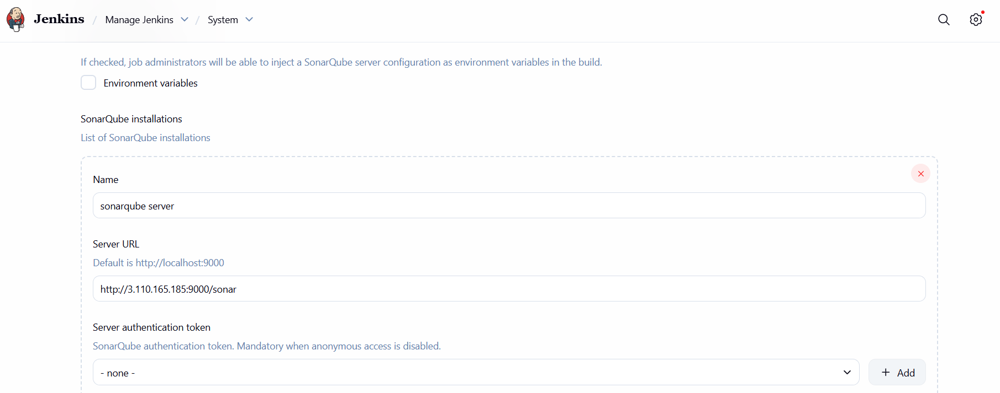 Jenkins / Manage Jenkins / System
If checked, job administrators will be able to inject a SonarQube server configuration as environment variables in the build.
Environment variables
SonarQube installations
List of SonarQube installations
Name
sonarqube server
Server URL
Default is http://localhost:9000
http://3.110.165.185:9000/sonar
Server authentication token
SonarQube authentication token. Mandatory when anonymous access is disabled.
- none -
+ Add